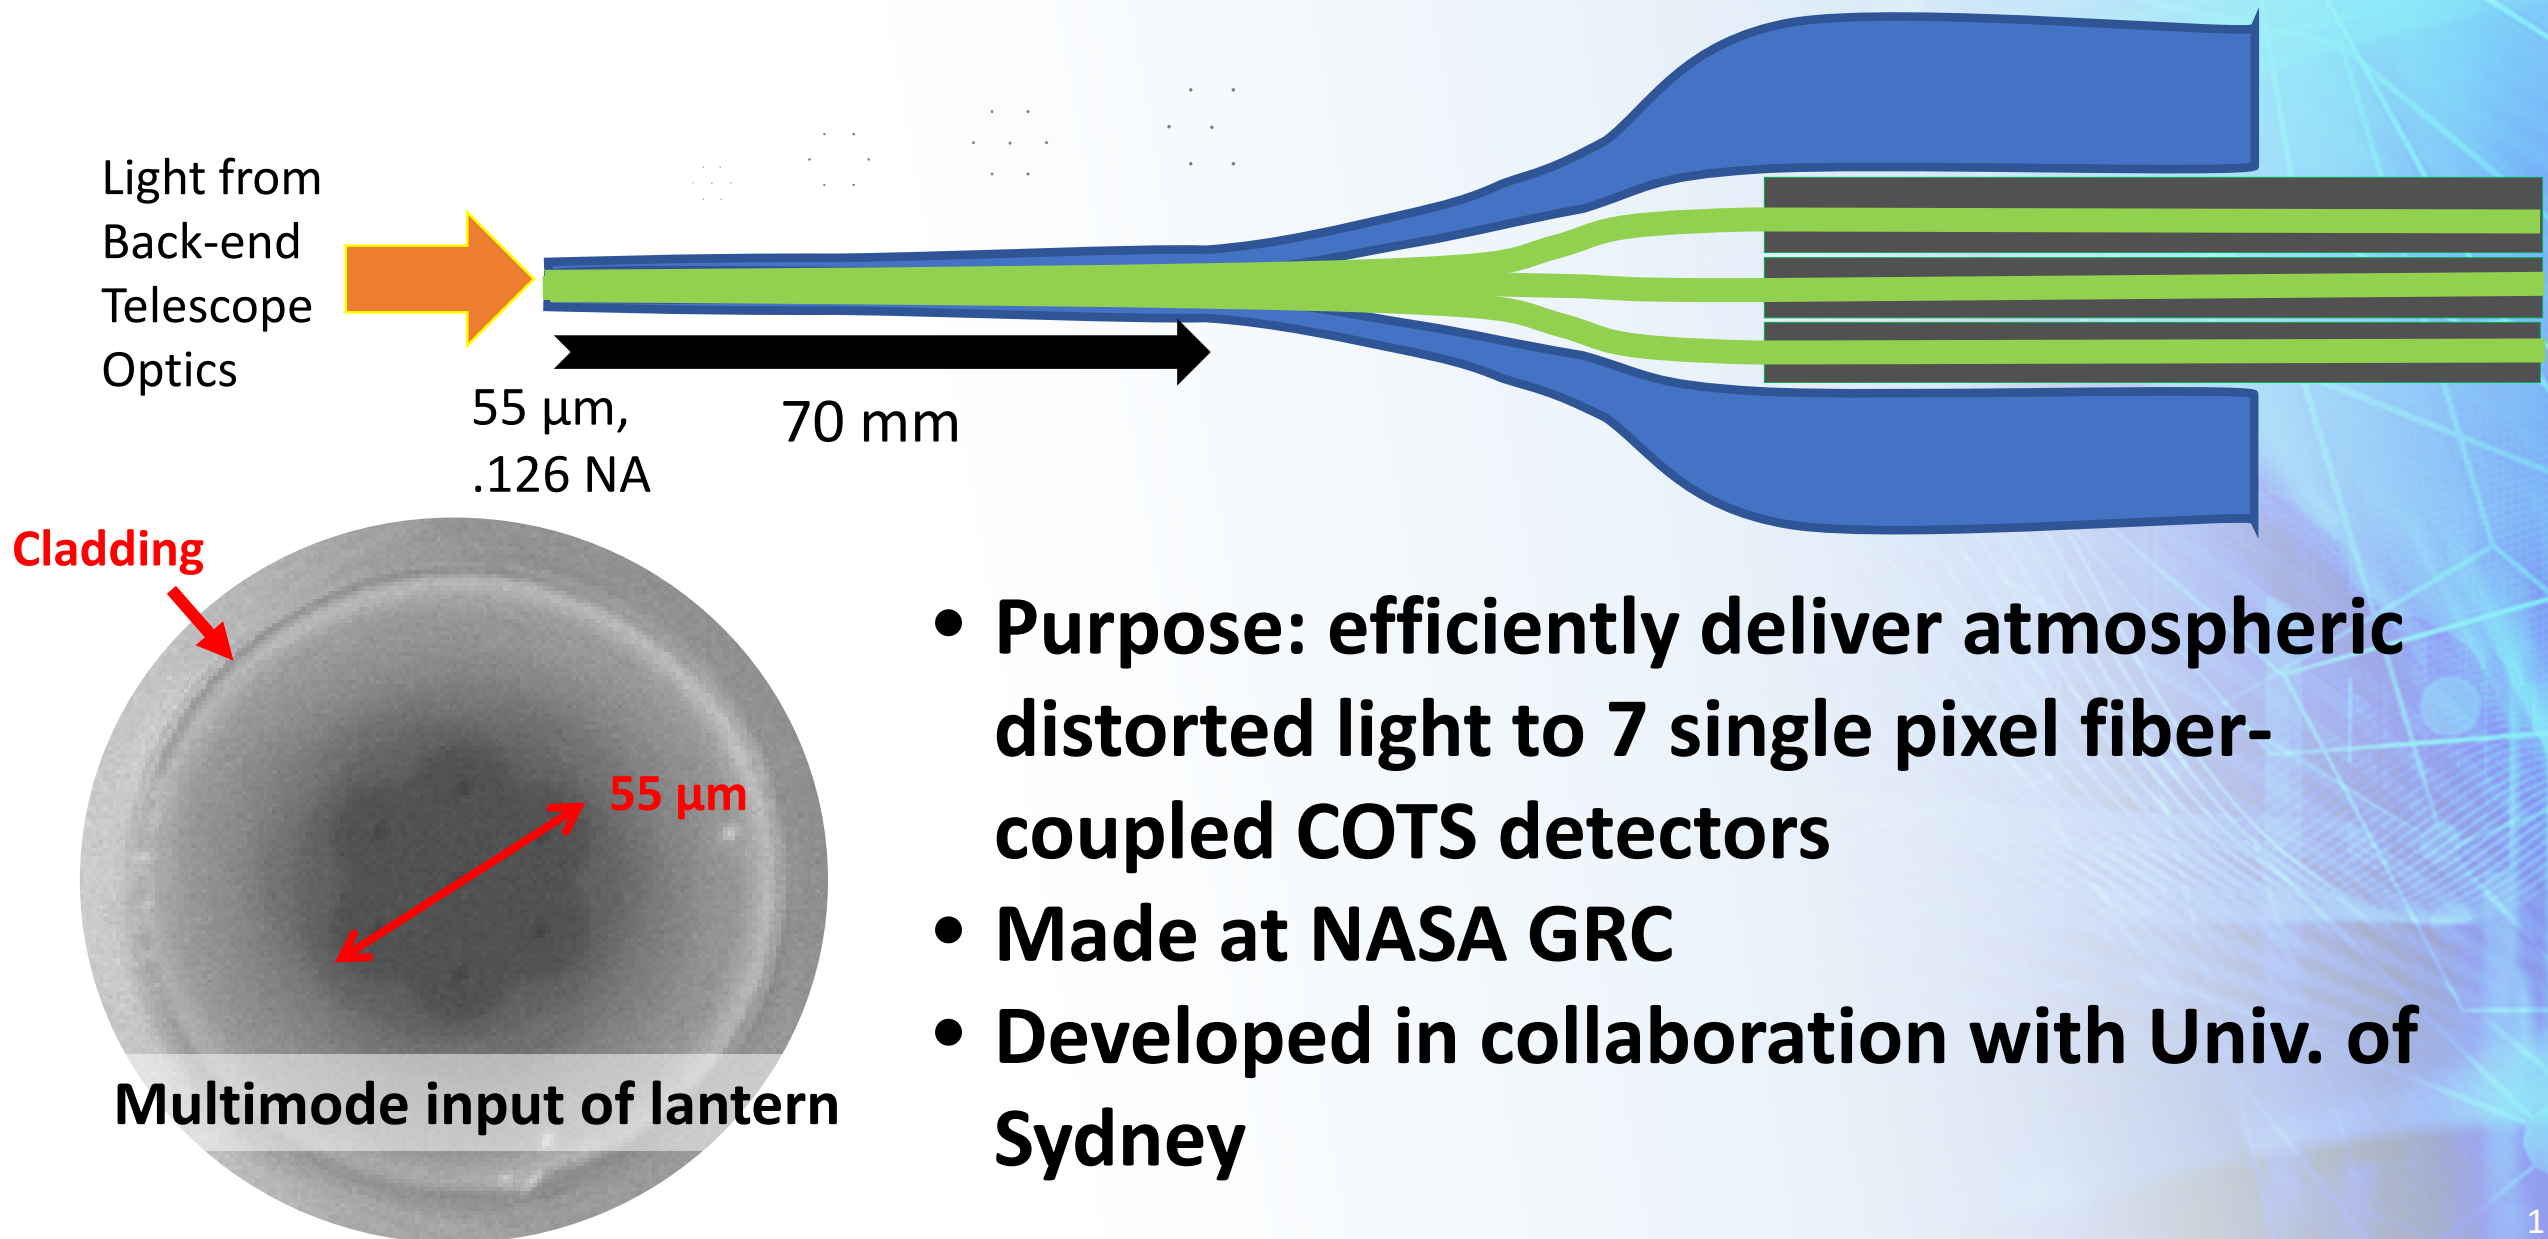 Light from
Back-end
Telescope
Optics
55 µm,
.126 NA
70 mm
Cladding
55 µm
Multimode input of lantern
• Purpose: efficiently deliver atmospheric
distorted light to 7 single pixel fiber-
coupled COTS detectors
• Made at NASA GRC
• Developed in collaboration with Univ. of
Sydney
1